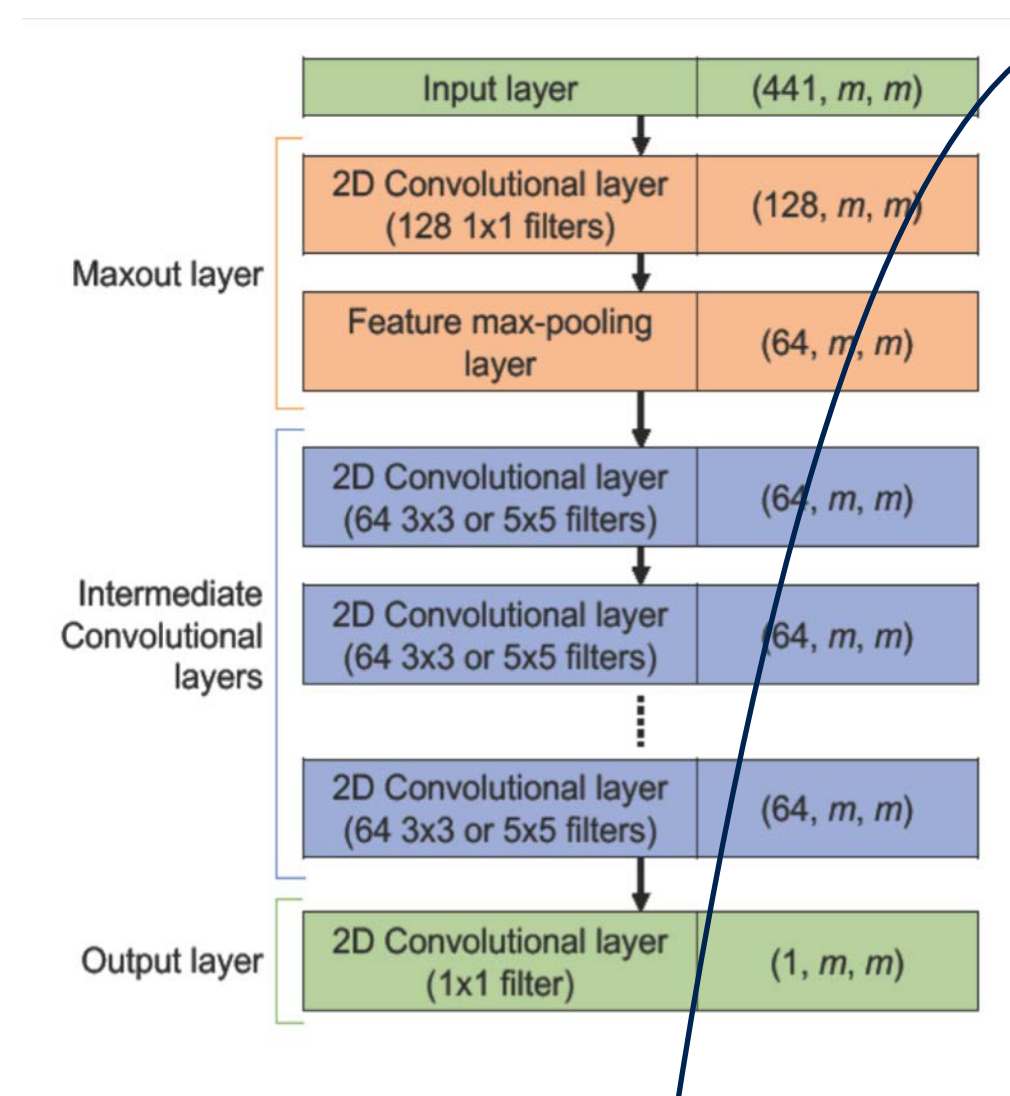 Input layer
(441, m, m)
Maxout layer
2D Convolutional layer
(128 1x1 filters)
(128, m, m)
Feature max-pooling
layer
(64, m, m)
Intermediate
Convolutional
layers
2D Convolutional layer
(64 3x3 or 5x5 filters)
(64, m, m)
2D Convolutional layer
(64 3x3 or 5x5 filters)
(64, m, m)
2D Convolutional layer
(64 3x3 or 5x5 filters)
(64, m, m)
Output layer
2D Convolutional layer
(1x1 filter)
(1, m, m)